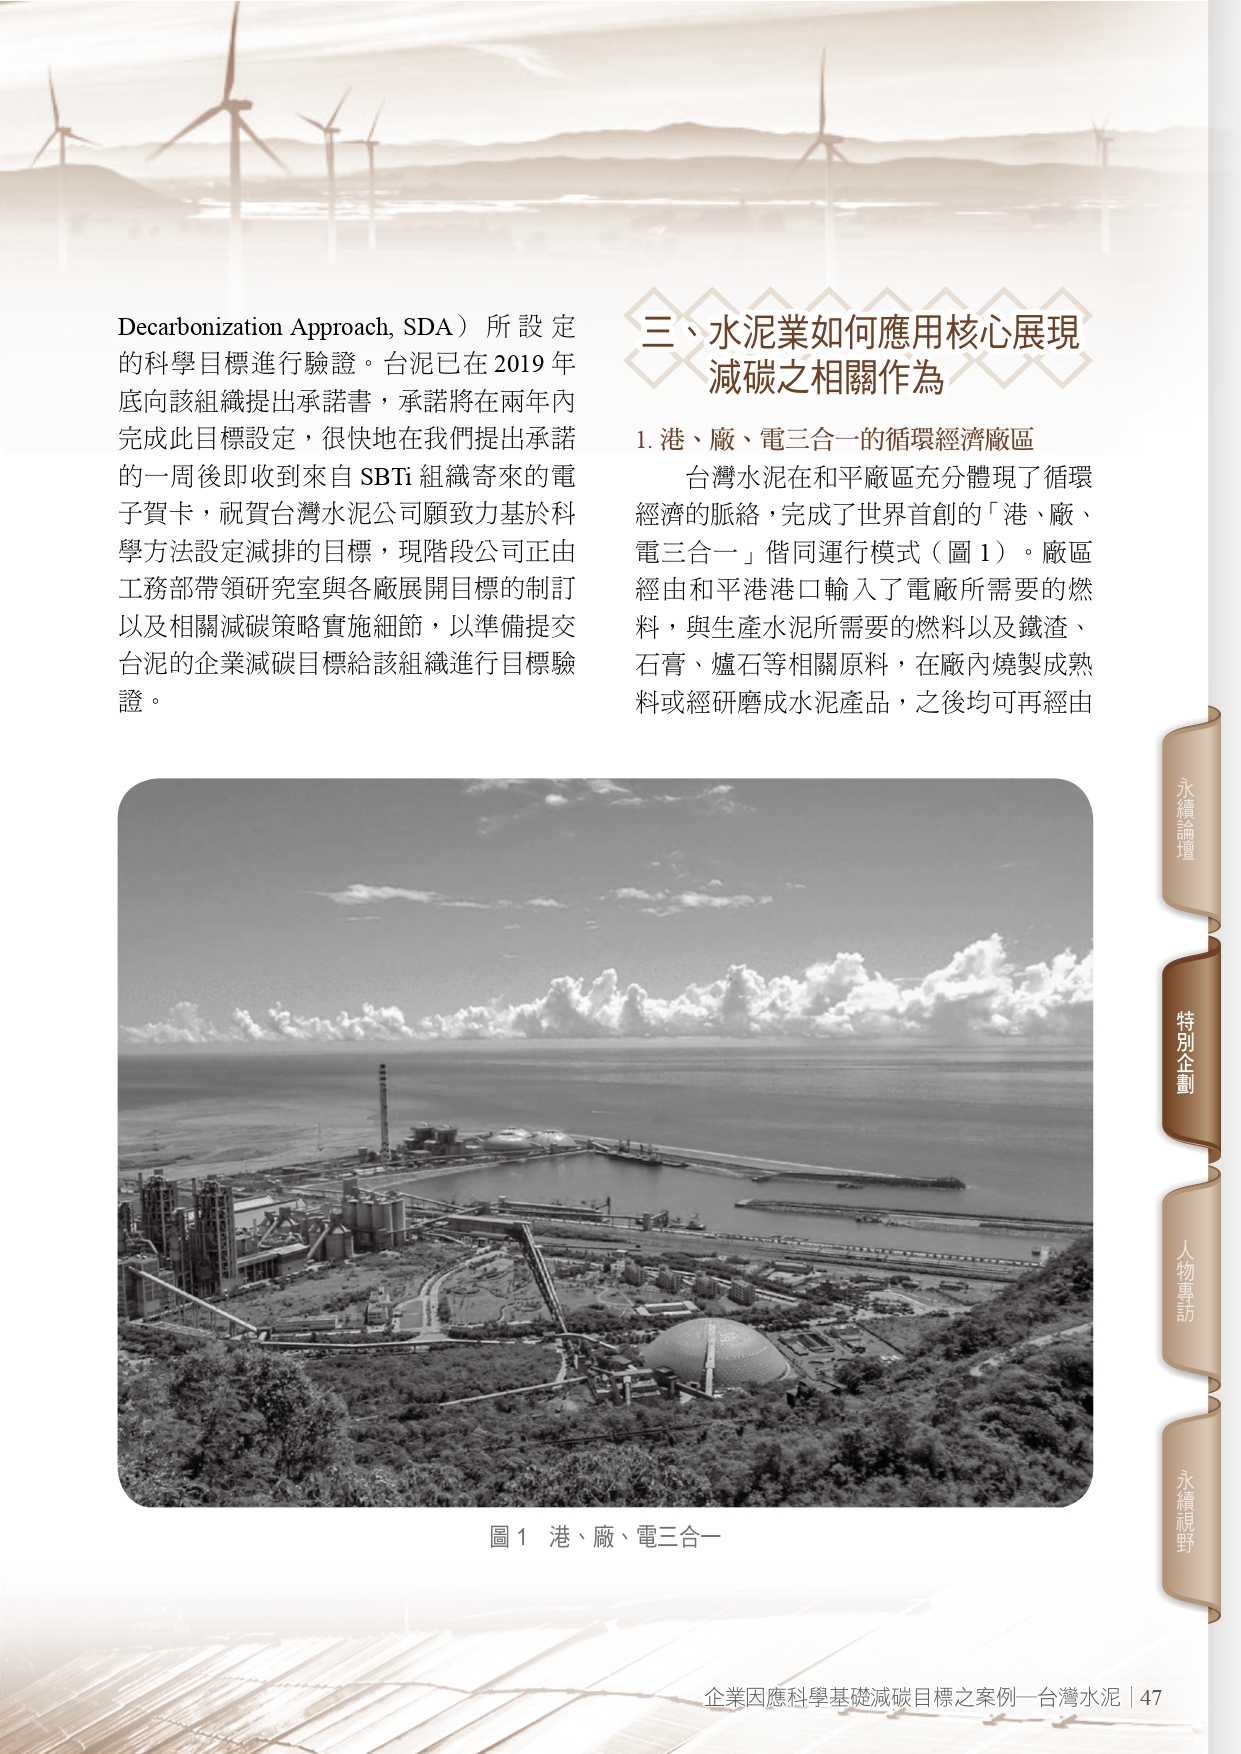 Decarbonization Approach, SDA）所設定
的科學目標進行驗證。台泥已在 2019 年
底向該組織提出承諾書，承諾將在兩年內
完成此目標設定，很快地在我們提出承諾
的一周後即收到來自 SBTi 組織寄來的電
子賀卡，祝賀台灣水泥公司願致力基於科
學方法設定減排的目標，現階段公司正由
工務部帶領研究室與各廠展開目標的制訂
以及相關減碳策略實施細節，以準備提交
台泥的企業減碳目標給該組織進行目標驗
證。
三、水泥業如何應用核心展現
減碳之相關作為
1. 港、廠、電三合一的循環經濟廠區
台灣水泥在和平廠區充分體現了循環
經濟的脈絡，完成了世界首創的「港、廠、
電三合一」偕同運行模式（圖 1）。廠區
經由和平港港口輸入了電廠所需要的燃
料，與生產水泥所需要的燃料以及鐵渣、
石膏、爐石等相關原料，在廠內燒製成熟
料或經研磨成水泥產品，之後均可再經由
圖 1　港、廠、電三合一
永續論壇
特別企劃
人物專訪
永續視野
企業因應科學基礎減碳目標之案例─台灣水泥｜47